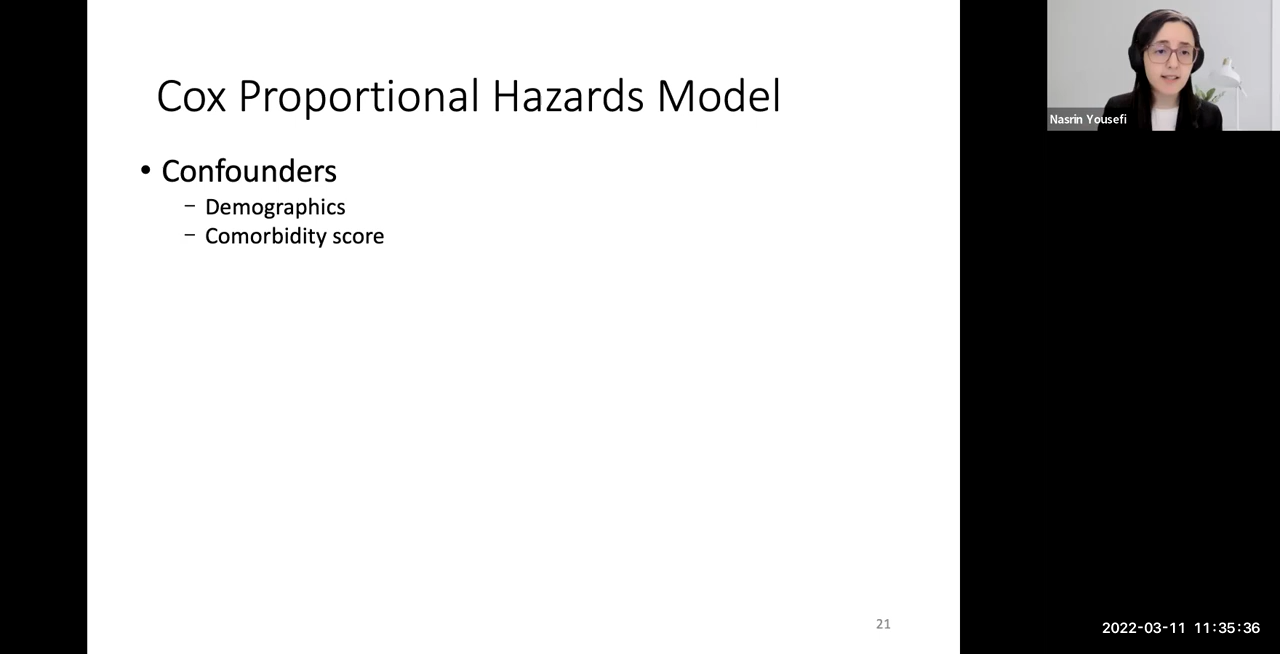 Cox Proportional Hazards Model
• Confounders
– Demographics
– Comorbidity score
21
Nasrin Yousefi
2022-03-11 11:35:36